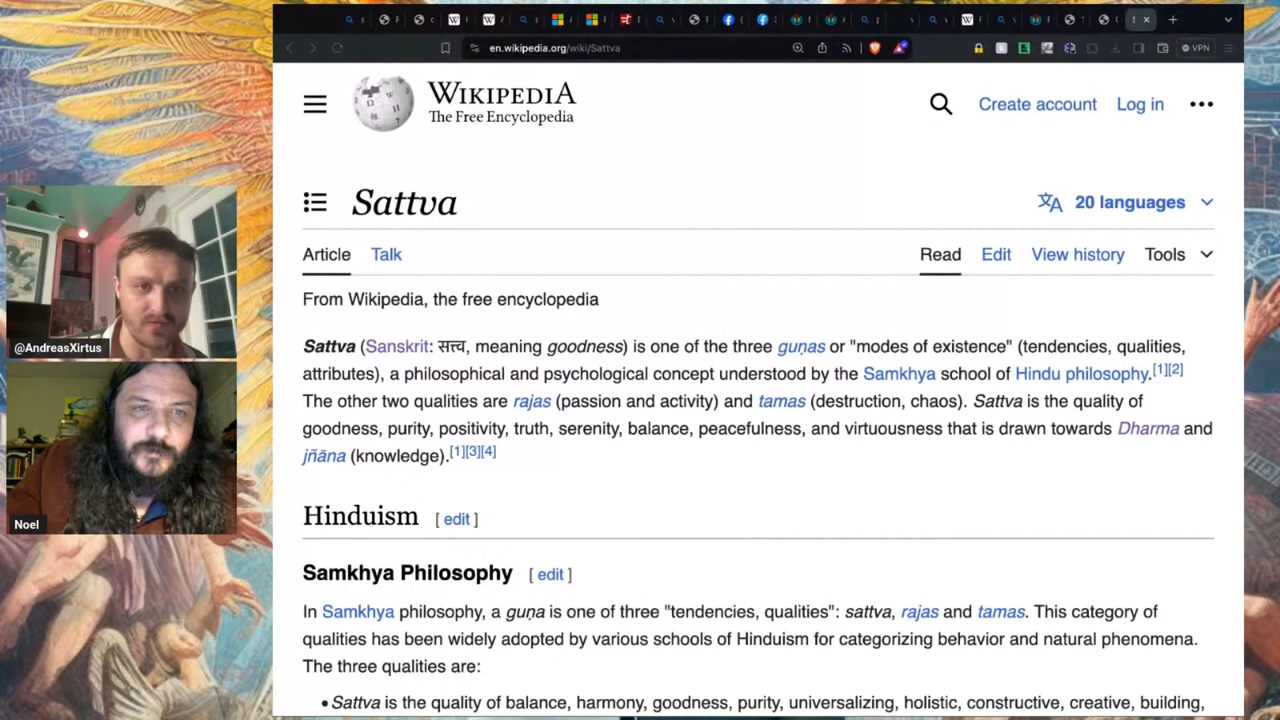 en.wikipedia.org/wiki/Sattva
VPN
WIKIPEDIA
The Free Encyclopedia
Create account
Log in
Sattva
20 languages
Article
Talk
Read
Edit
View history
Tools
From Wikipedia, the free encyclopedia
Sattva (Sanskrit: सत्त्व, meaning goodness) is one of the three guṇas or "modes of existence" (tendencies, qualities,
attributes), a philosophical and psychological concept understood by the Samkhya school of Hindu philosophy.[1][2]
The other two qualities are rajas (passion and activity) and tamas (destruction, chaos). Sattva is the quality of
goodness, purity, positivity, truth, serenity, balance, peacefulness, and virtuousness that is drawn towards Dharma and
jñāna (knowledge).[1][3][4]
Hinduism [ edit ]
Samkhya Philosophy [ edit ]
In Samkhya philosophy, a guṇa is one of three "tendencies, qualities": sattva, rajas and tamas. This category of
qualities has been widely adopted by various schools of Hinduism for categorizing behavior and natural phenomena.
The three qualities are:
•Sattva is the quality of balance, harmony, goodness, purity, universalizing, holistic, constructive, creative, building,
@AndreasXirtus
Noel